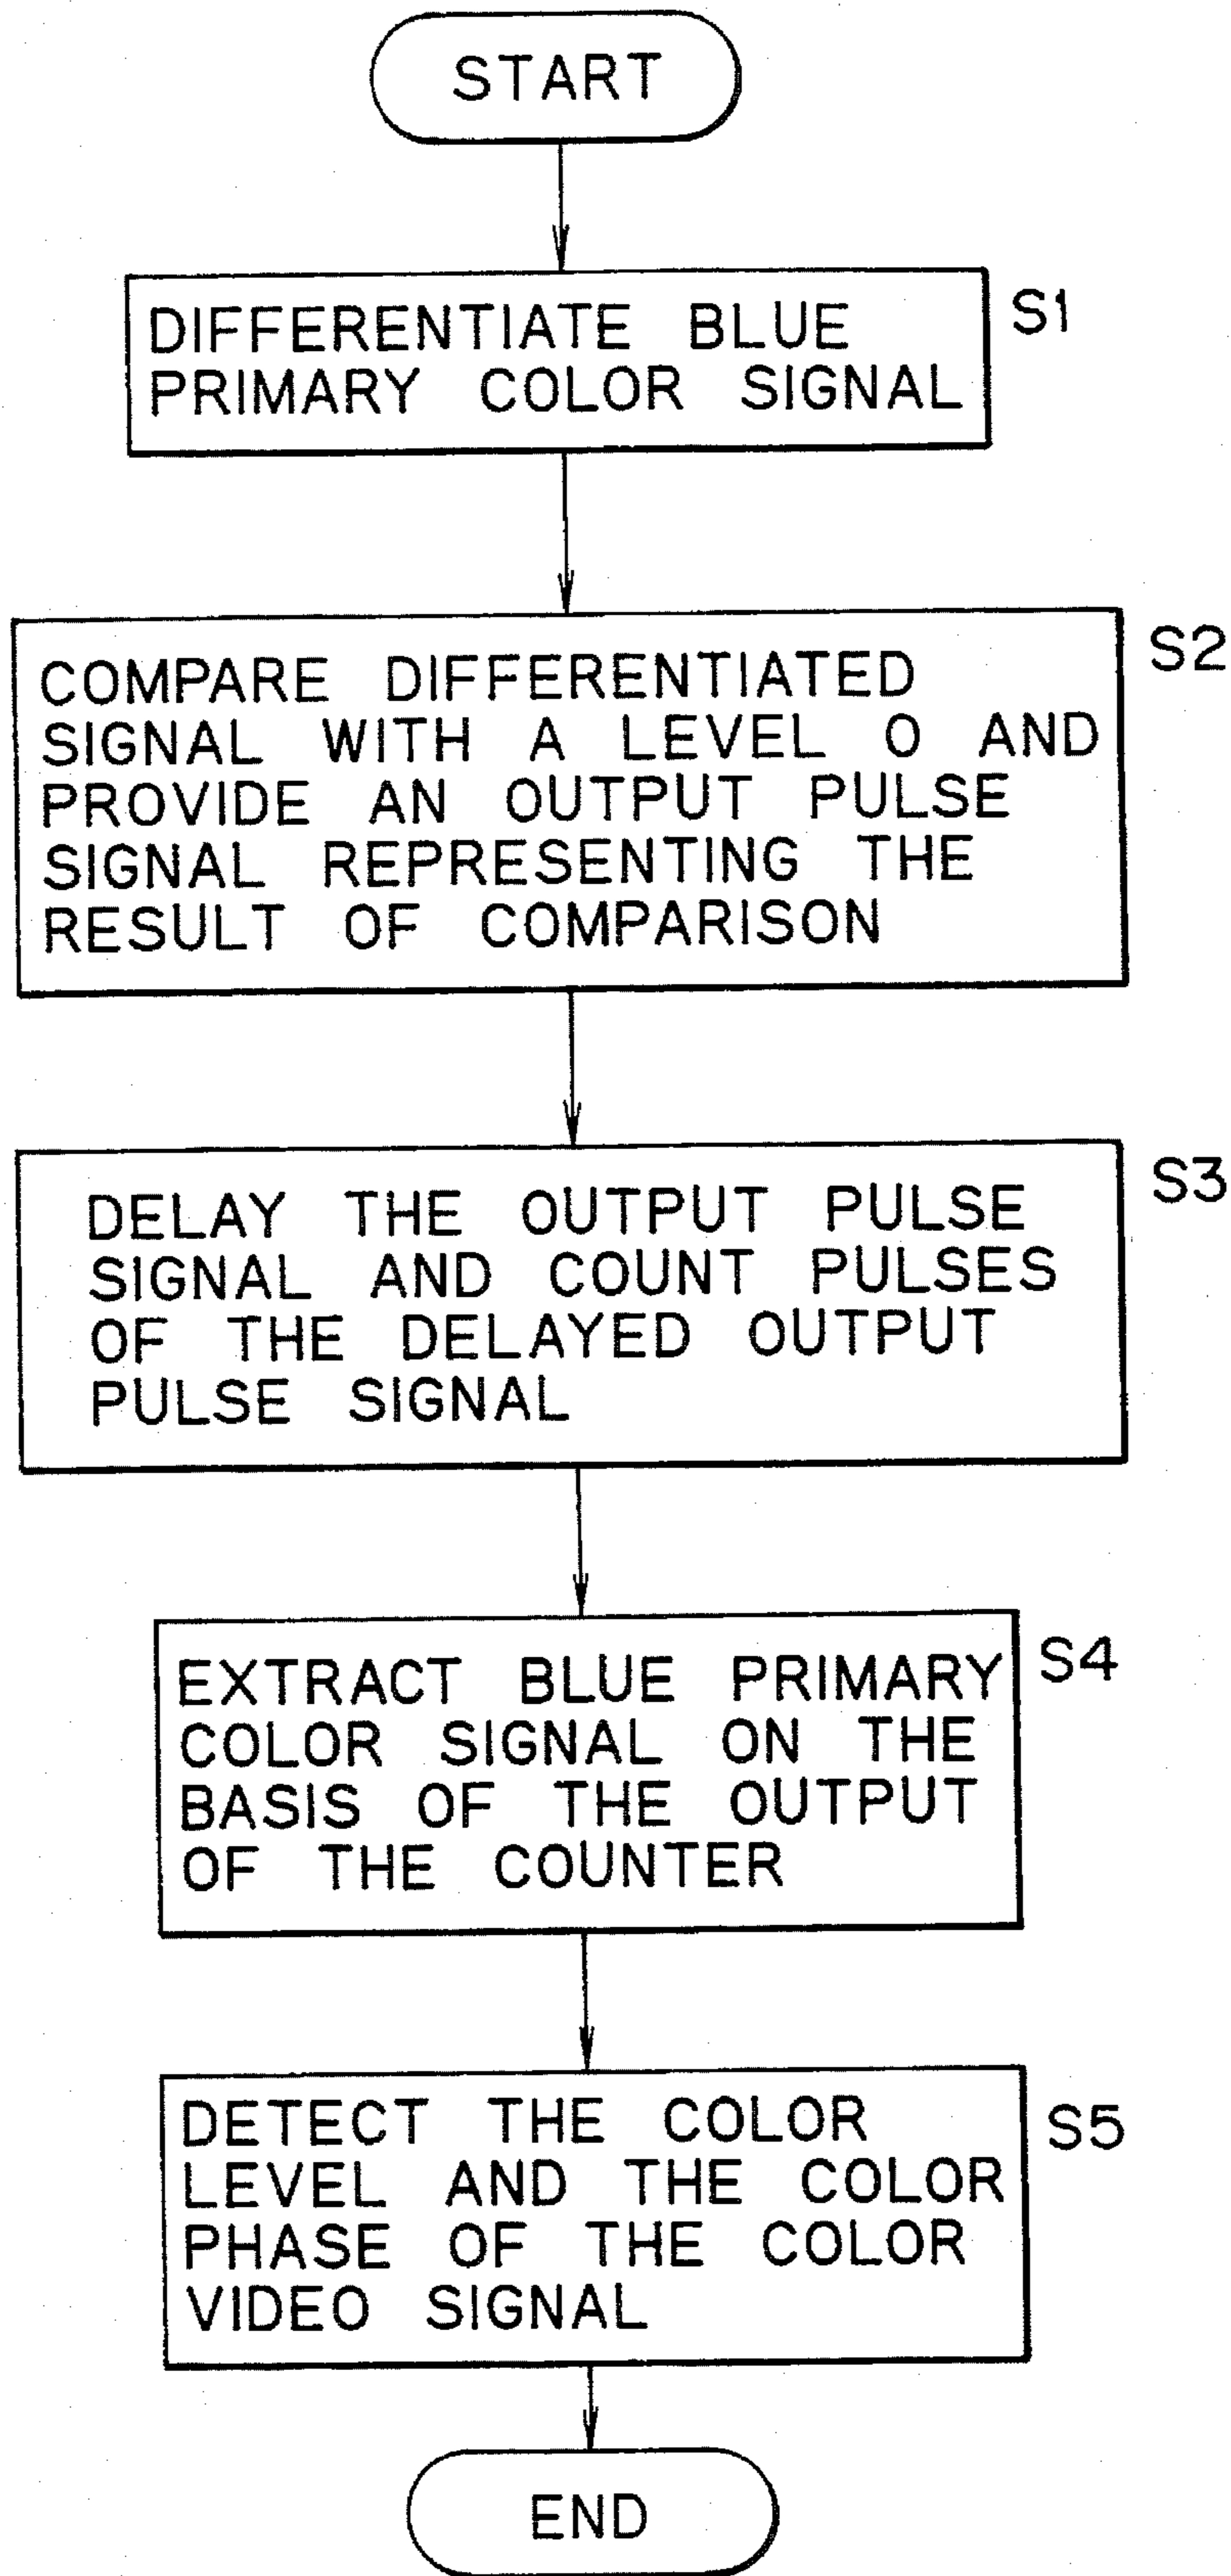 START
DIFFERENTIATE BLUE
PRIMARY COLOR SIGNAL
S1
COMPARE DIFFERENTIATED
SIGNAL WITH A LEVEL 0 AND
PROVIDE AN OUTPUT PULSE
SIGNAL REPRESENTING THE
RESULT OF COMPARISON
S2
DELAY THE OUTPUT PULSE
SIGNAL AND COUNT PULSES
OF THE DELAYED OUTPUT
PULSE SIGNAL
S3
EXTRACT BLUE PRIMARY
COLOR SIGNAL ON THE
BASIS OF THE OUTPUT
OF THE COUNTER
S4
DETECT THE COLOR
LEVEL AND THE COLOR
PHASE OF THE COLOR
VIDEO SIGNAL
S5
END